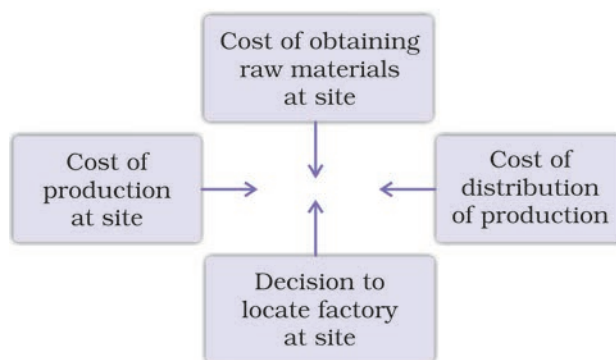 Cost of obtaining
raw materials
at site
Cost of
production
at site
Cost of
distribution
of production
Decision to
locate factory
at site